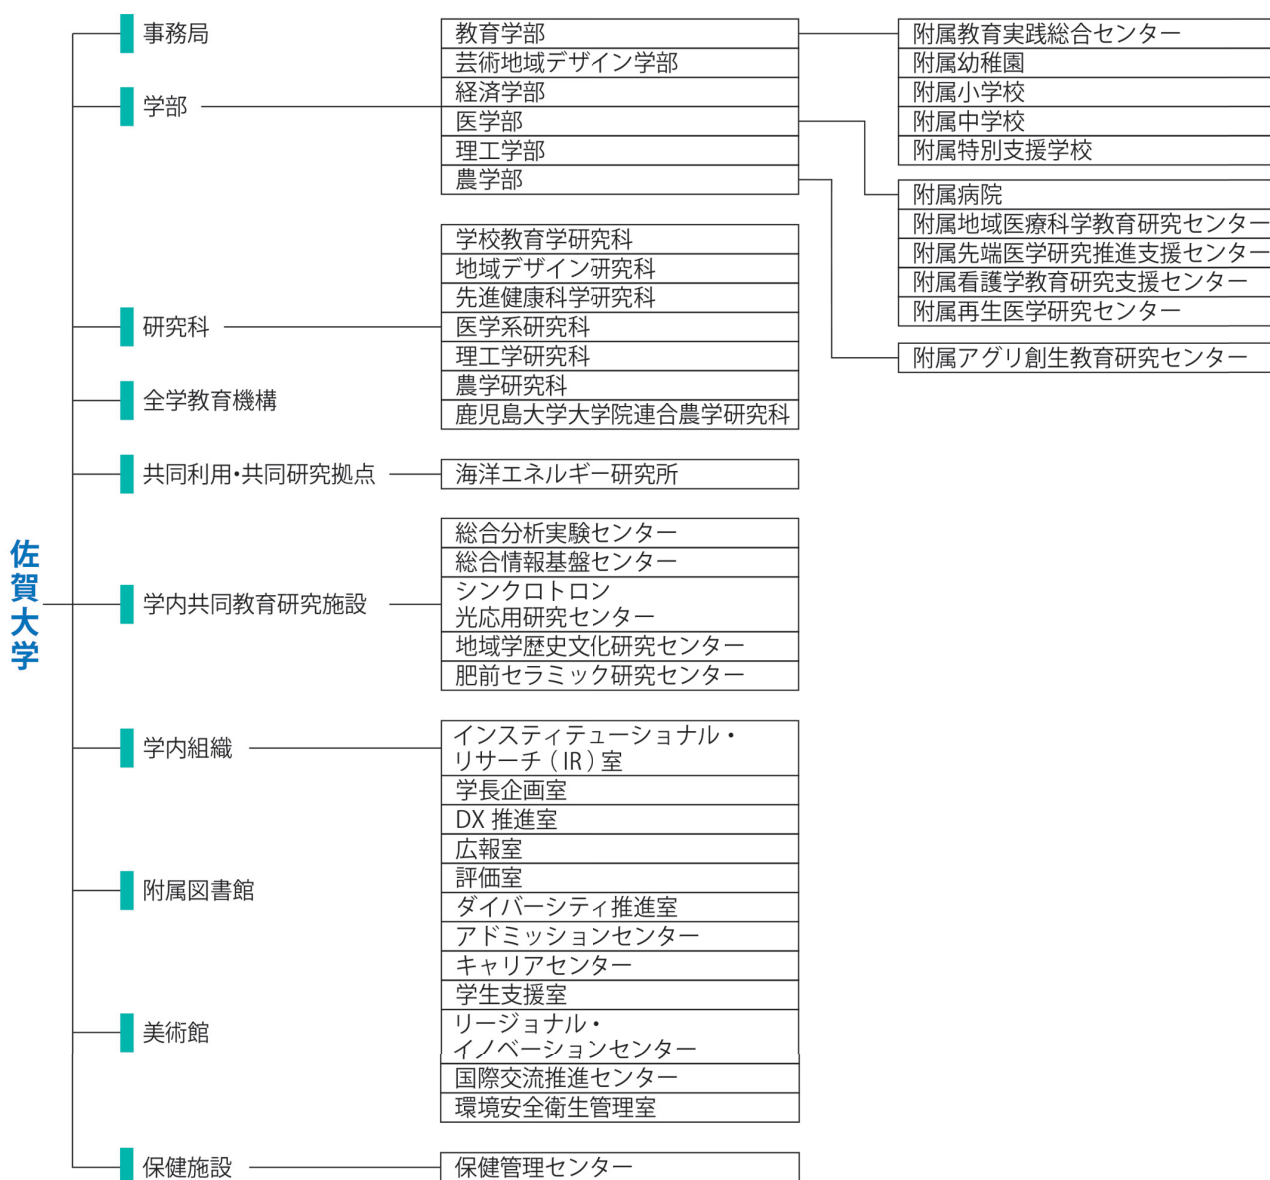 佐賀大学
事務局
学部
教育学部
芸術地域デザイン学部
経済学部
医学部
理工学部
農学部
附属教育実践総合センター
附属幼稚園
附属小学校
附属中学校
附属特別支援学校
附属病院
附属地域医療科学教育研究センター
附属先端医学研究推進支援センター
附属看護学教育研究支援センター
附属再生医学研究センター
附属アグリ創生教育研究センター
研究科
学校教育学研究科
地域デザイン研究科
先進健康科学研究科
医学系研究科
理工学研究科
農学研究科
鹿児島大学大学院連合農学研究科
全学教育機構
共同利用・共同研究拠点
海洋エネルギー研究所
学内共同教育研究施設
総合分析実験センター
総合情報基盤センター
シンクロトロン
光応用研究センター
地域学歴史文化研究センター
肥前セラミック研究センター
学内組織
インスティテューショナル・
リサーチ（IR）室
学長企画室
DX 推進室
広報室
評価室
ダイバーシティ推進室
アドミッションセンター
キャリアセンター
学生支援室
リージョナル・
イノベーションセンター
国際交流推進センター
環境安全衛生管理室
附属図書館
美術館
保健施設
保健管理センター